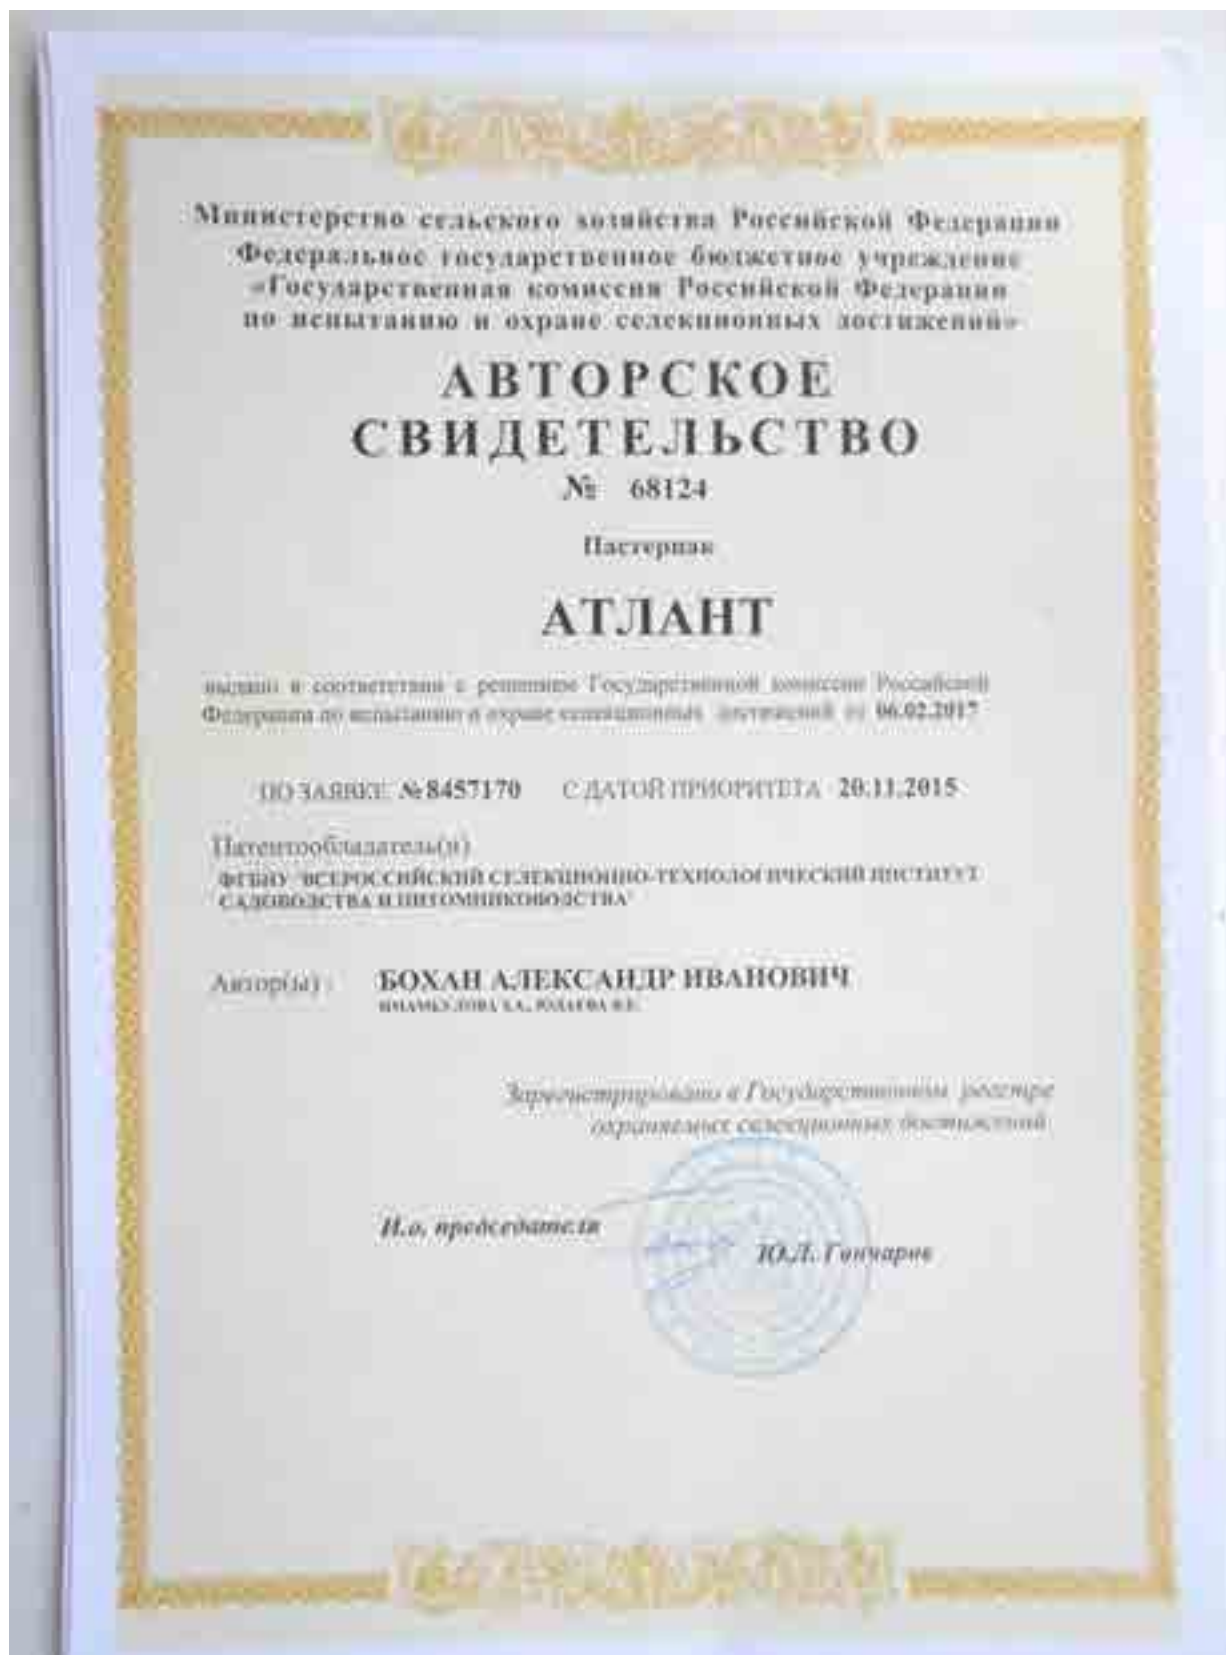 Министерство сельского хозяйства Российской Федерации
Федеральное государственное бюджетное учреждение
«Государственная комиссия Российской Федерации
по испытанию и охране селекционных достижений»
АВТОРСКОЕ
СВИДЕТЕЛЬСТВО
№ 68124
Пастернак
АТЛАНТ
выдано в соответствии с решением Государственной комиссии Российской
Федерации по испытанию и охране селекционных достижений от 06.02.2017
ПО ЗАЯВКЕ № 8457170 С ДАТОЙ ПРИОРИТЕТА 20.11.2015
Патентообладатель(и)
ФГБНУ "ВСЕРОССИЙСКИЙ СЕЛЕКЦИОННО-ТЕХНОЛОГИЧЕСКИЙ ИНСТИТУТ
САДОВОДСТВА И ПИТОМНИКОВОДСТВА"
Автор(ы) : БОХАН АЛЕКСАНДР ИВАНОВИЧ
Зарегистрировано в Государственном реестре
охраняемых селекционных достижений
И.о. председателя
Ю.Л. Гончаров